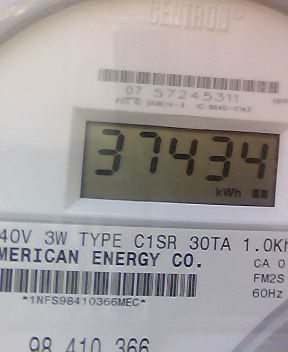 CENTRON
07 57245311
37434
kWh
40V 3W TYPE C1SR 30TA 1.0Kh
MERICAN ENERGY CO.
CA 0
FM2S
60Hz
*1NFS98410366MEC*
98 410 366